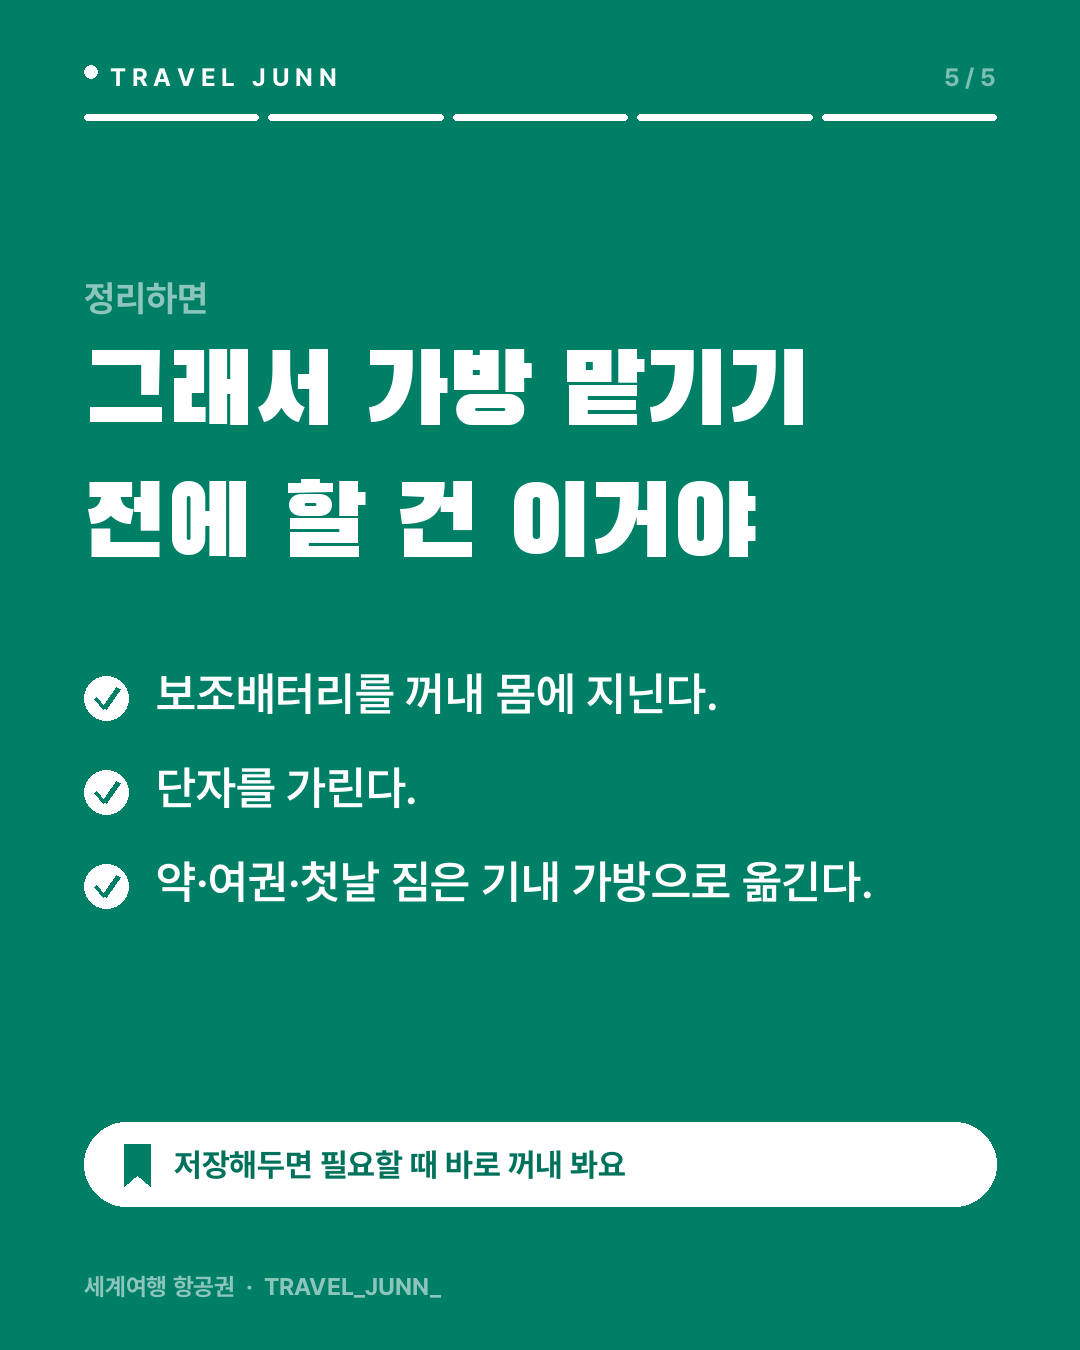 TRAVEL JUNN
5 / 5
정리하면
그래서 가방 맡기기
전에 할 건 이거야
보조배터리를 꺼내 몸에 지닌다.
단자를 가린다.
약·여권·첫날 짐은 기내 가방으로 옮긴다.
저장해두면 필요할 때 바로 꺼내 봐요
세계여행 항공권 · TRAVEL_JUNN_